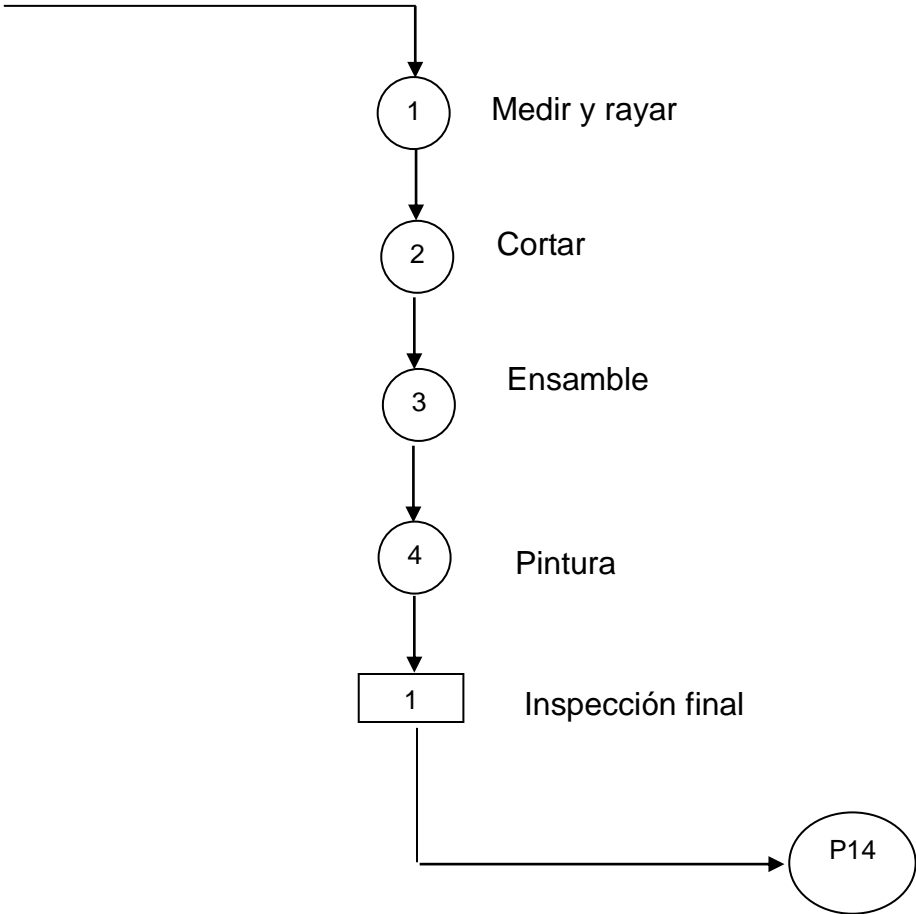 1 Medir y rayar
2 Cortar
3 Ensamble
4 Pintura
1 Inspección final
P14